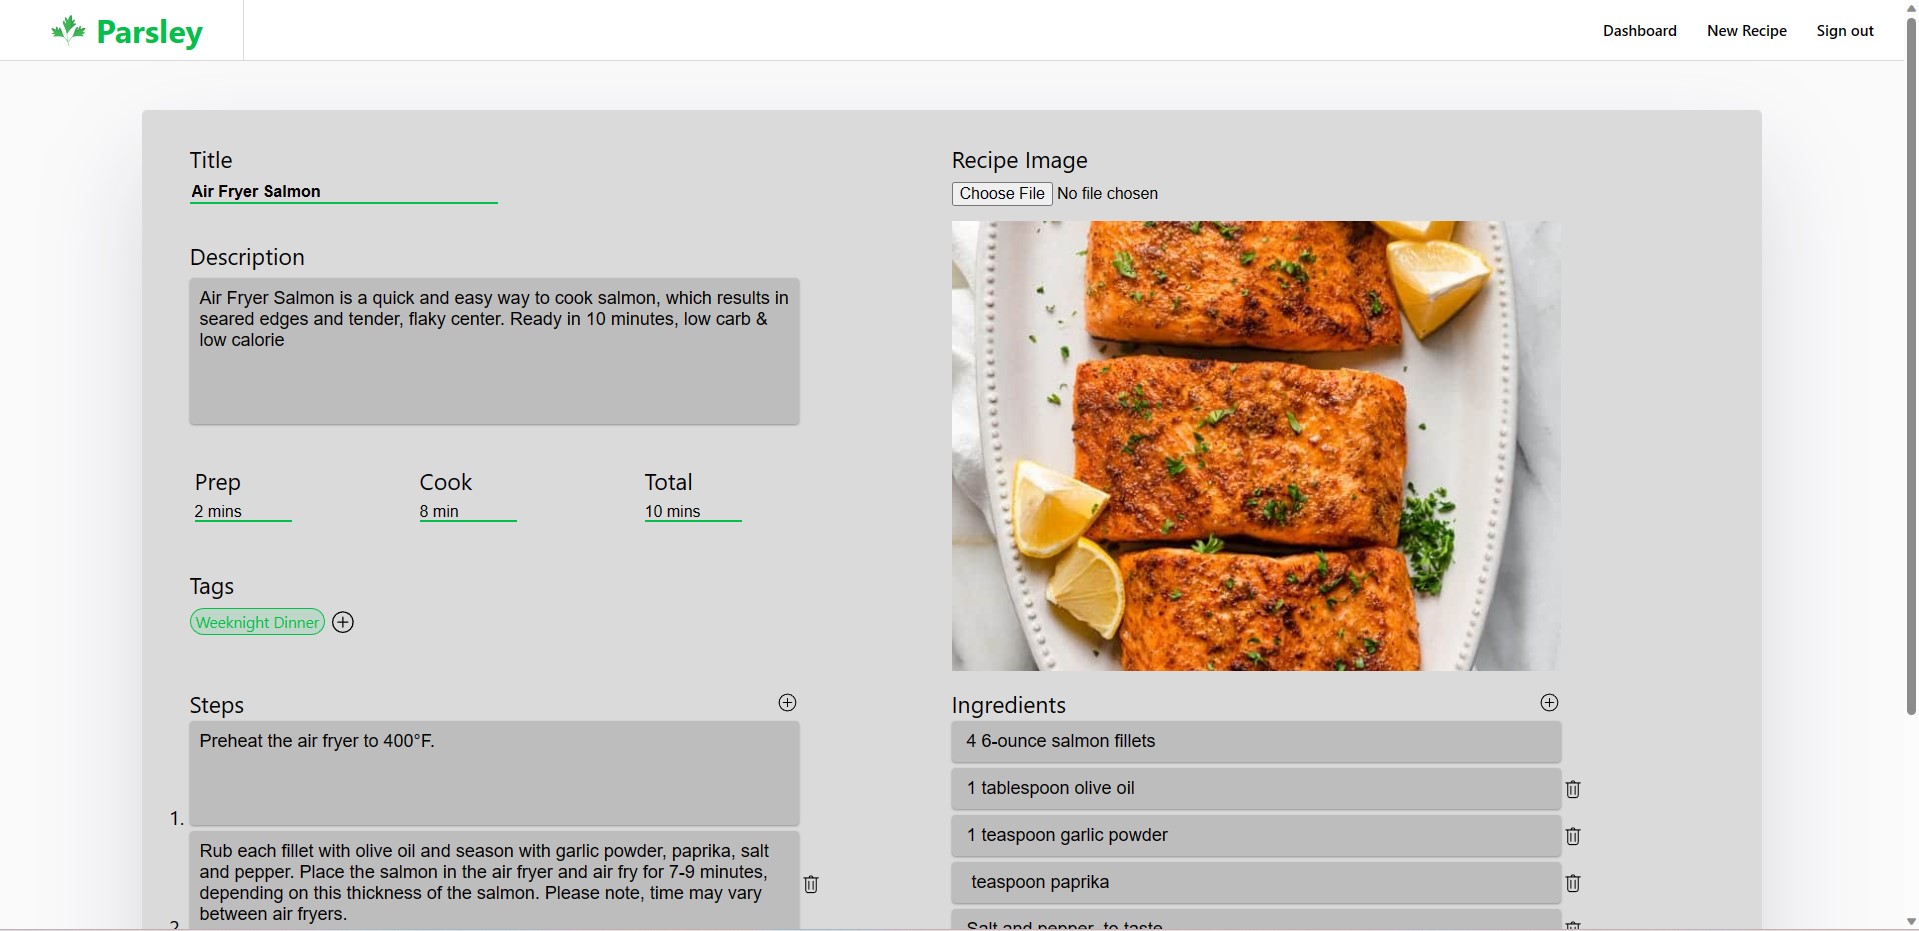 Parsley
Dashboard
New Recipe
Sign out
Title
Air Fryer Salmon
Description
Air Fryer Salmon is a quick and easy way to cook salmon, which results in
seared edges and tender, flaky center. Ready in 10 minutes, low carb &
low calorie
Prep
Cook
Total
2 mins
8 min
10 mins
Tags
Weeknight Dinner
Recipe Image
Choose File No file chosen
Steps
1.
Preheat the air fryer to 400°F.
2.
Rub each fillet with olive oil and season with garlic powder, paprika, salt
and pepper. Place the salmon in the air fryer and air fry for 7-9 minutes,
depending on this thickness of the salmon. Please note, time may vary
between air fryers.
Ingredients
4 6-ounce salmon fillets
1 tablespoon olive oil
1 teaspoon garlic powder
teaspoon paprika
Salt and pepper, to taste